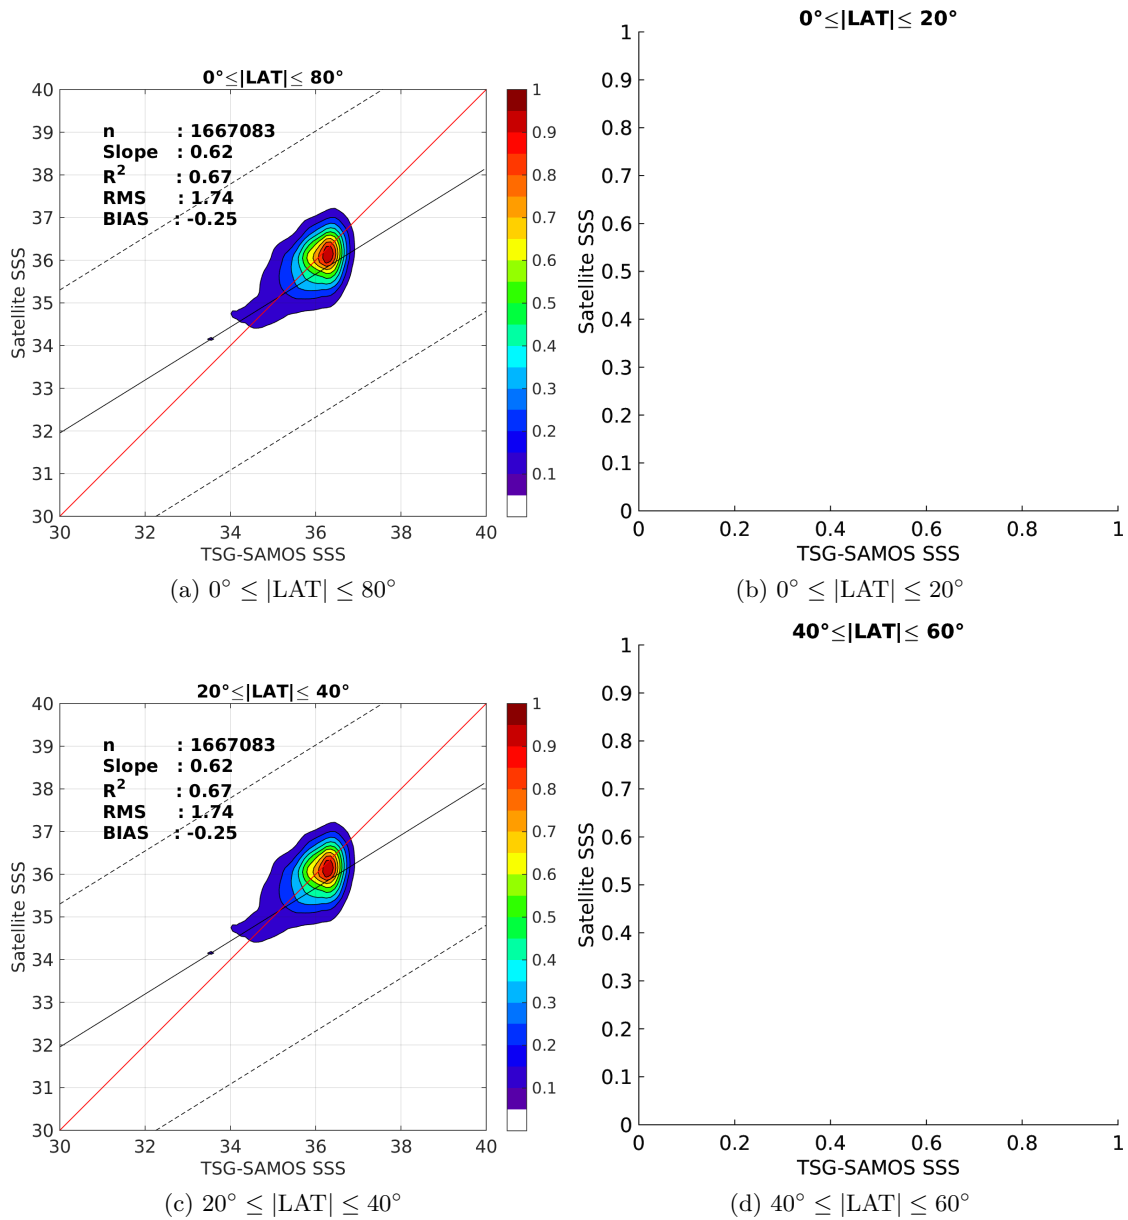 0°≤|LAT|≤ 80°
40
39
38
37
36
35
34
33
32
31
30
n : 1667083
Slope : 0.62
R² : 0.67
RMS : 1.74
BIAS : -0.25
Satellite SSS
30 32 34 36 38 40
TSG-SAMOS SSS
1
0.9
0.8
0.7
0.6
0.5
0.4
0.3
0.2
0.1
(a) 0° ≤ |LAT| ≤ 80°
0°≤|LAT|≤ 20°
1
0.9
0.8
0.7
0.6
0.5
0.4
0.3
0.2
0.1
0
Satellite SSS
0 0.2 0.4 0.6 0.8 1
TSG-SAMOS SSS
(b) 0° ≤ |LAT| ≤ 20°
20°≤|LAT|≤ 40°
40
39
38
37
36
35
34
33
32
31
30
n : 1667083
Slope : 0.62
R² : 0.67
RMS : 1.74
BIAS : -0.25
Satellite SSS
30 32 34 36 38 40
TSG-SAMOS SSS
1
0.9
0.8
0.7
0.6
0.5
0.4
0.3
0.2
0.1
(c) 20° ≤ |LAT| ≤ 40°
40°≤|LAT|≤ 60°
1
0.9
0.8
0.7
0.6
0.5
0.4
0.3
0.2
0.1
0
Satellite SSS
0 0.2 0.4 0.6 0.8 1
TSG-SAMOS SSS
(d) 40° ≤ |LAT| ≤ 60°